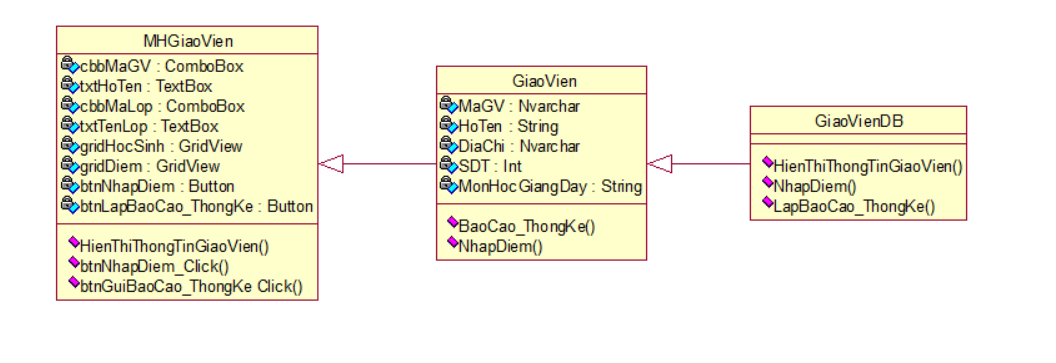 MHGiaoVien
cbbMaGV : ComboBox
txtHoTen : TextBox
cbbMaLop : ComboBox
txtTenLop : TextBox
gridHocSinh : GridView
gridDiem : GridView
btnNhapDiem : Button
btnLapBaoCao_ThongKe : Button
HienThiThongTinGiaoVien()
btnNhapDiem_Click()
btnGuiBaoCao_ThongKe Click()
GiaoVien
MaGV : Nvarchar
HoTen : String
DiaChi : Nvarchar
SDT : Int
MonHocGiangDay : String
BaoCao_ThongKe()
NhapDiem()
GiaoVienDB
HienThiThongTinGiaoVien()
NhapDiem()
LapBaoCao_ThongKe()